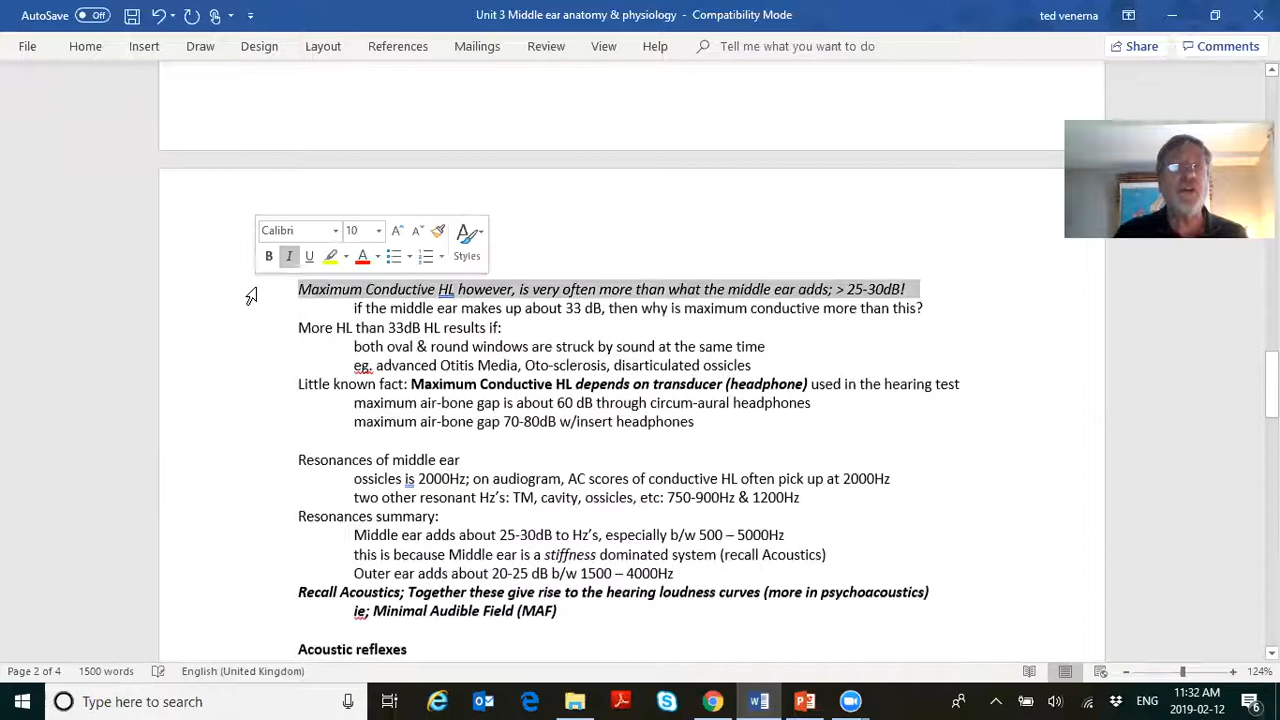 AutoSave Off Unit 3 Middle ear anatomy & physiology - Compatibility Mode ted venema
File Home Insert Draw Design Layout References Mailings Review View Help Tell me what you want to do Share Comments
Calibri 10 A^ A˅
B I U A Styles
Maximum Conductive HL however, is very often more than what the middle ear adds; > 25-30dB!
if the middle ear makes up about 33 dB, then why is maximum conductive more than this?
More HL than 33dB HL results if:
both oval & round windows are struck by sound at the same time
eg. advanced Otitis Media, Oto-sclerosis, disarticulated ossicles
Little known fact: Maximum Conductive HL depends on transducer (headphone) used in the hearing test
maximum air-bone gap is about 60 dB through circum-aural headphones
maximum air-bone gap 70-80dB w/insert headphones
Resonances of middle ear
ossicles is 2000Hz; on audiogram, AC scores of conductive HL often pick up at 2000Hz
two other resonant Hz's: TM, cavity, ossicles, etc: 750-900Hz & 1200Hz
Resonances summary:
Middle ear adds about 25-30dB to Hz's, especially b/w 500 – 5000Hz
this is because Middle ear is a stiffness dominated system (recall Acoustics)
Outer ear adds about 20-25 dB b/w 1500 – 4000Hz
Recall Acoustics; Together these give rise to the hearing loudness curves (more in psychoacoustics)
ie; Minimal Audible Field (MAF)
Acoustic reflexes
Page 2 of 4 1500 words English (United Kingdom) 124%
Type here to search ENG 11:32 AM 2019-02-12 6